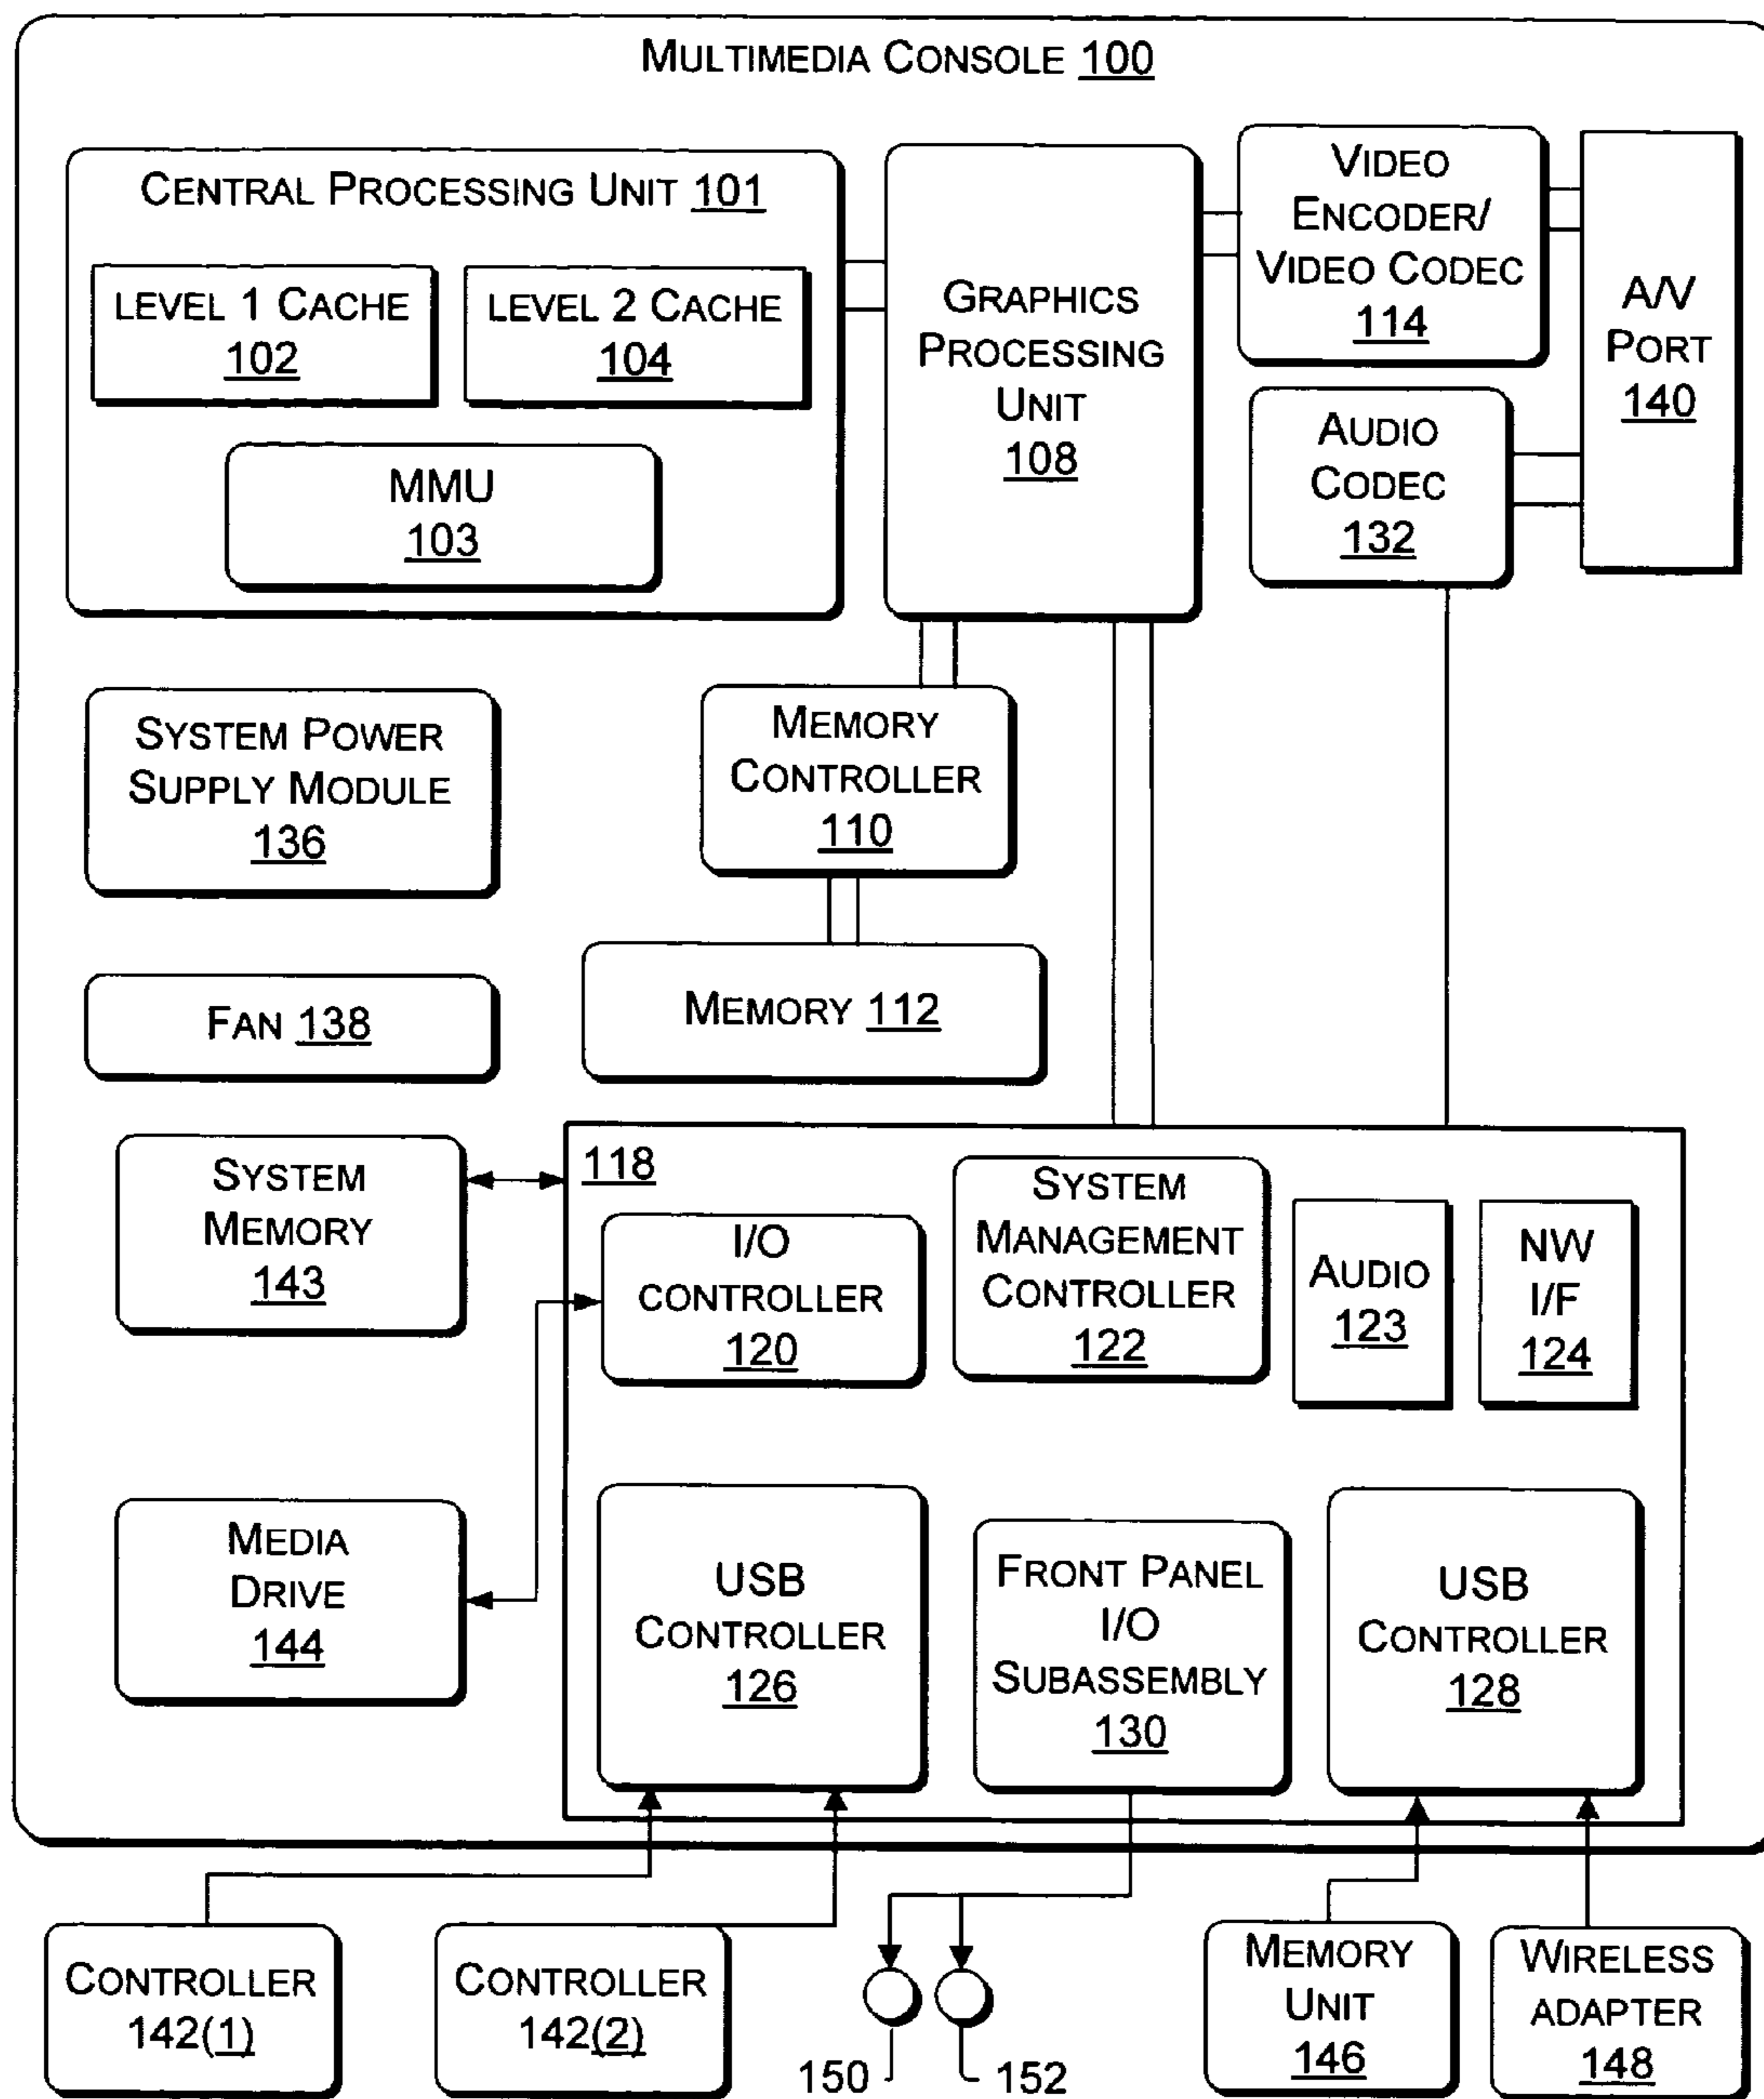 MULTIMEDIA CONSOLE 100
CENTRAL PROCESSING UNIT 101
LEVEL 1 CACHE
102
LEVEL 2 CACHE
104
MMU
103
GRAPHICS
PROCESSING
UNIT
108
VIDEO
ENCODER/
VIDEO CODEC
114
A/V
PORT
140
AUDIO
CODEC
132
SYSTEM POWER
SUPPLY MODULE
136
MEMORY
CONTROLLER
110
FAN 138
MEMORY 112
SYSTEM
MEMORY
143
118
I/O
CONTROLLER
120
SYSTEM
MANAGEMENT
CONTROLLER
122
AUDIO
123
NW
I/F
124
MEDIA
DRIVE
144
USB
CONTROLLER
126
FRONT PANEL
I/O
SUBASSEMBLY
130
USB
CONTROLLER
128
CONTROLLER
142(1)
CONTROLLER
142(2)
150
152
MEMORY
UNIT
146
WIRELESS
ADAPTER
148